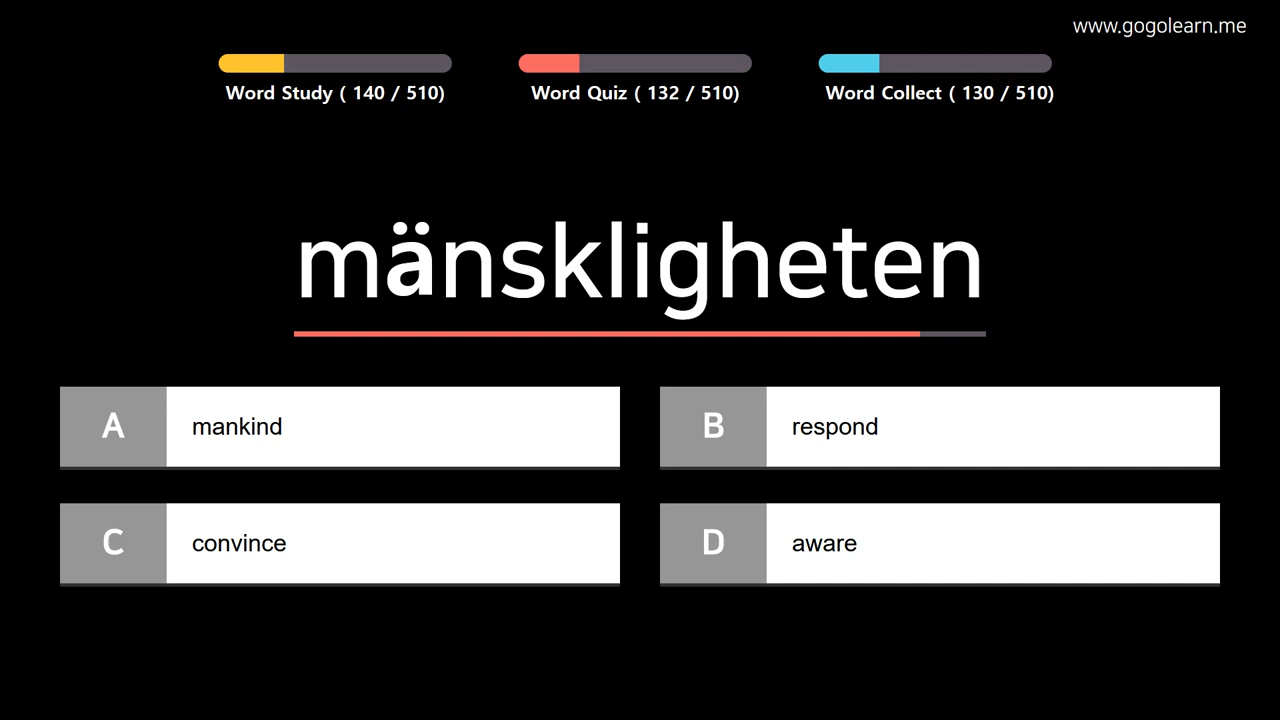 www.gogolearn.me
Word Study ( 140 / 510)
Word Quiz ( 132 / 510)
Word Collect ( 130 / 510)
mänskligheten
A mankind
B respond
C convince
D aware